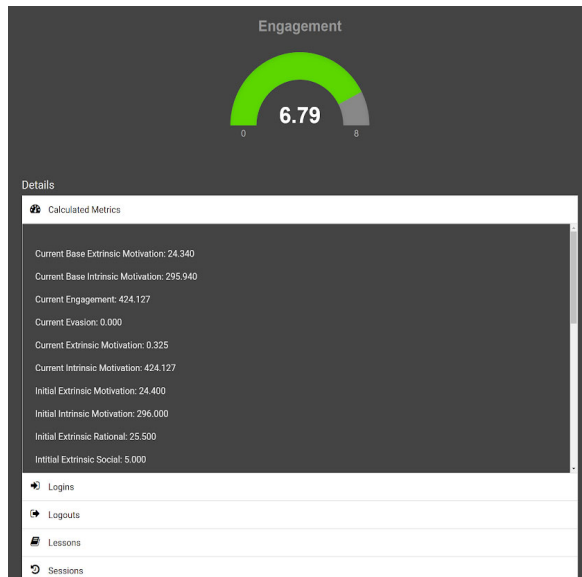 Engagement
6.79
0 8
Details
Calculated Metrics
Current Base Extrinsic Motivation: 24.340
Current Base Intrinsic Motivation: 295.940
Current Engagement: 424.127
Current Evasion: 0.000
Current Extrinsic Motivation: 0.325
Current Intrinsic Motivation: 424.127
Initial Extrinsic Motivation: 24.400
Initial Intrinsic Motivation: 296.000
Initial Extrinsic Rational: 25.500
Intitial Extrinsic Social: 5.000
Logins
Logouts
Lessons
Sessions